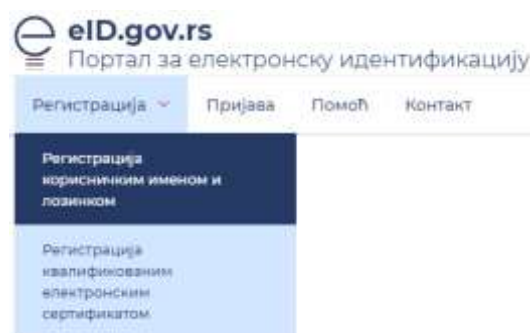 eID.gov.rs
Портал за електронску идентификацију
Регистрација Пријава Помоћ Контакт
Регистрација
корисничким именом и
лозинком
Регистрација
квалификованим
електронским
сертификатом